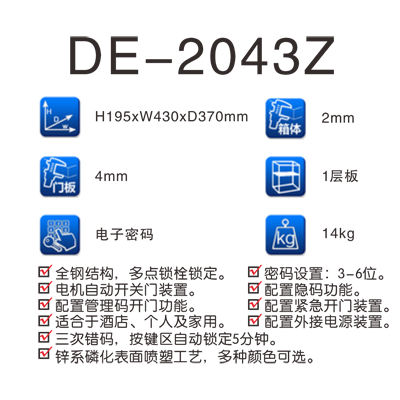 DE-2043Z
H195xW430xD370mm
箱体 2mm
门板 4mm
1层板
电子密码
kg 14kg
全钢结构，多点锁栓锁定。 密码设置：3-6位。
电机自动开关门装置。 配置隐码功能。
配置管理码开门功能。 配置紧急开门装置。
适合于酒店、个人及家用。 配置外接电源装置。
三次错码，按键区自动锁定5分钟。
锌系磷化表面喷塑工艺，多种颜色可选。